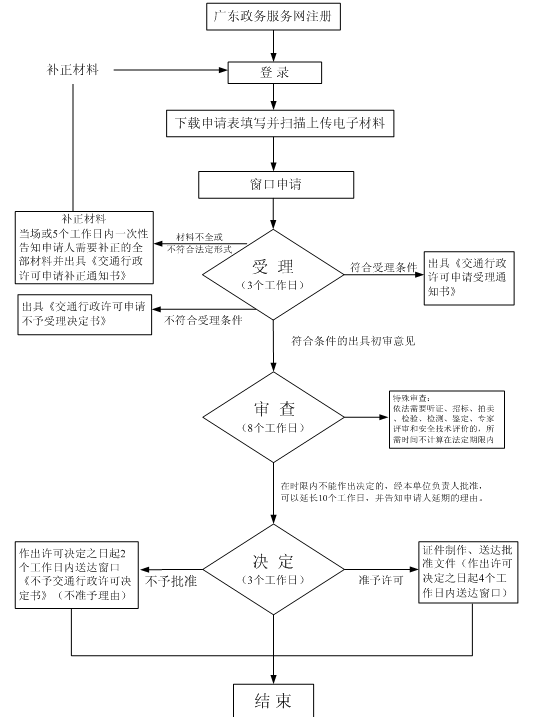 广东政务服务网注册
补正材料
登 录
下载申请表填写并扫描上传电子材料
窗口申请
补正材料
当场或5个工作日内一次性
告知申请人需要补正的全
部材料并出具《交通行政
许可申请补正通知书》
材料不全或
不符合法定形式
受 理
(3个工作日)
符合受理条件
出具《交通行政
许可申请受理通
知书》
出具《交通行政许可申请
不予受理决定书》
不符合受理条件
符合条件的出具初审意见
审 查
(8个工作日)
特殊审查:
依法需要听证、招标、拍卖
、检验、检测、鉴定、专家
评审和安全技术评价的,所
需时间不计算在法定期限内
在时限内不能作出决定的,经本单位负责人批准,
可以延长10个工作日,并告知申请人延期的理由。
作出许可决定之日起2
个工作日内送达窗口
《不予交通行政许可决
定书》(不准予理由)
不予批准
决 定
(3个工作日)
准予许可
证件制作、送达批
准文件(作出许可
决定之日起4个工
作日内送达窗口)
结 束